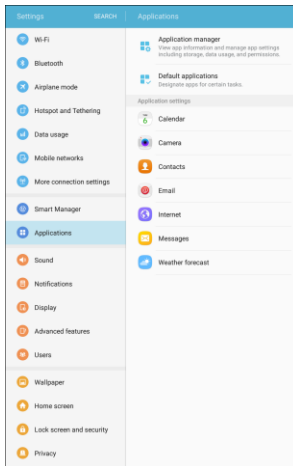 Settings
SEARCH
Wi-Fi
Bluetooth
Airplane mode
Hotspot and Tethering
Data usage
Mobile networks
More connection settings
Smart Manager
Applications
Sound
Notifications
Display
Advanced features
Users
Wallpaper
Home screen
Lock screen and security
Privacy
Applications
Application manager
View app information and manage app settings
including storage, data usage, and permissions.
Default applications
Designate apps for certain tasks.
Application settings
6
Calendar
Camera
Contacts
Email
Internet
Messages
Weather forecast